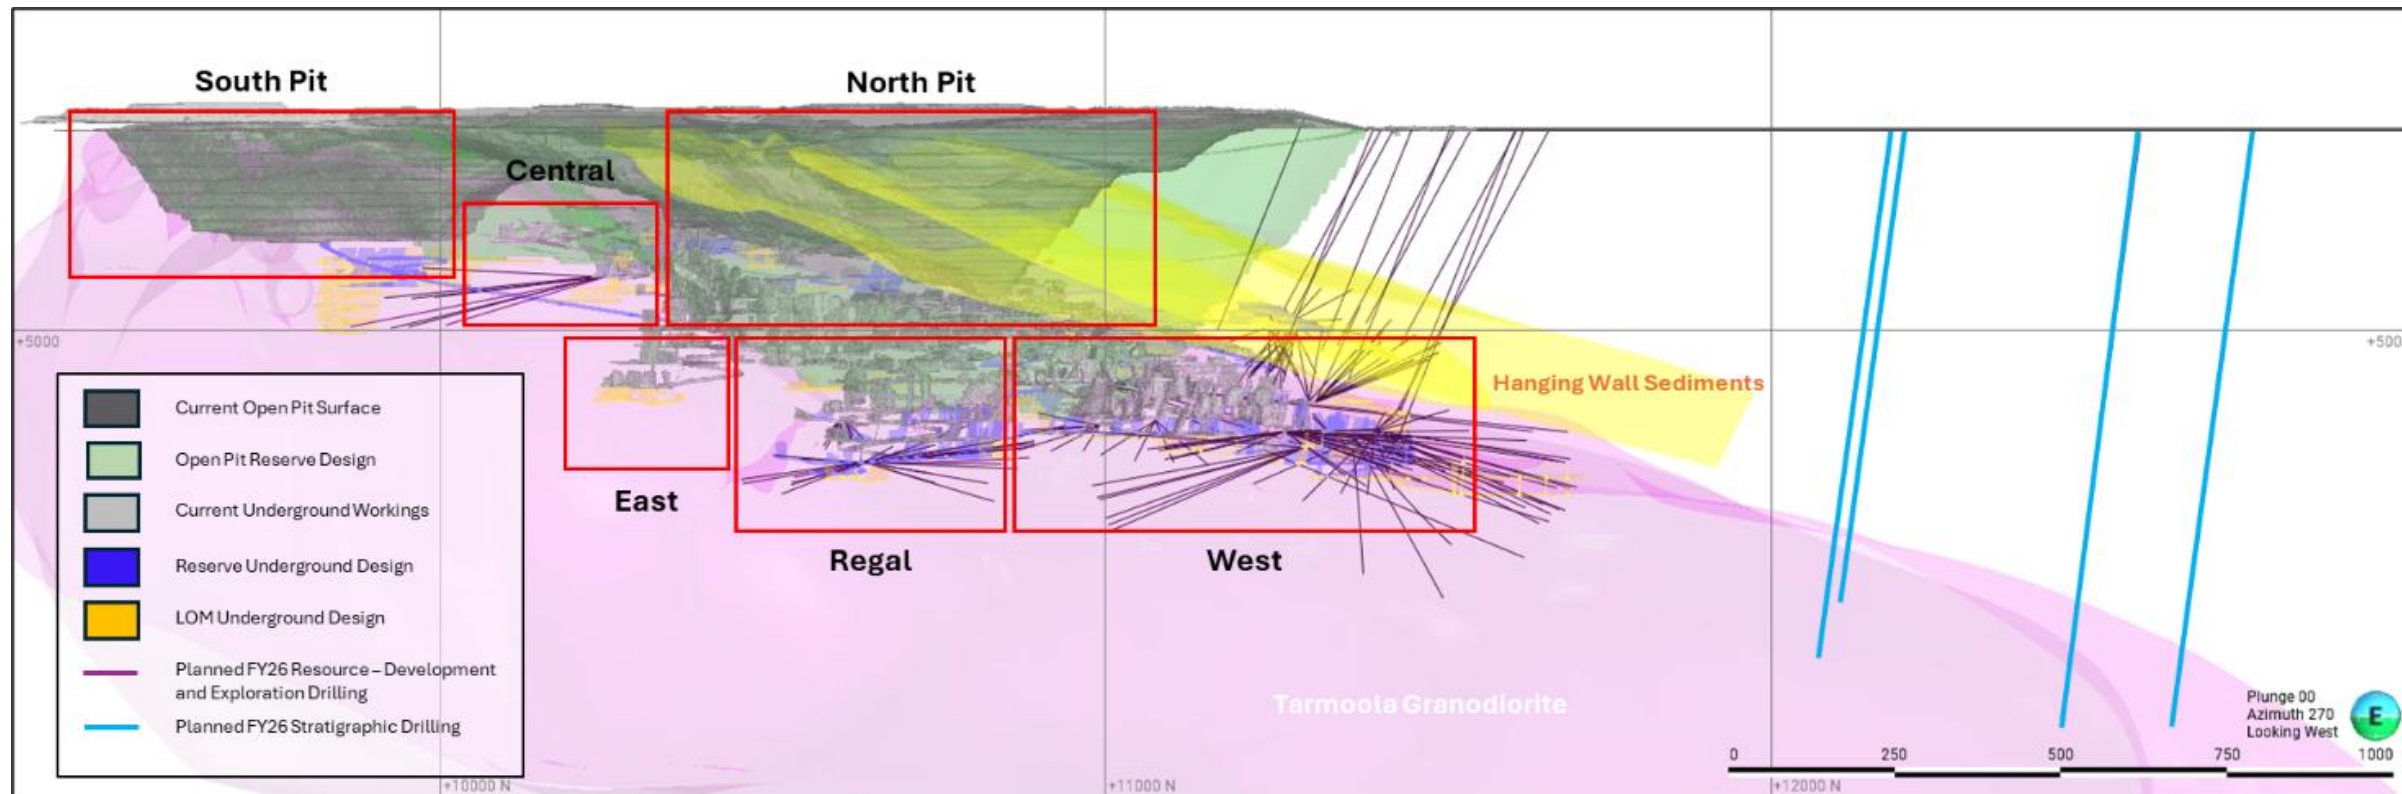 South Pit
North Pit
Central
+5000
+500
Hanging Wall Sediments
Current Open Pit Surface
Open Pit Reserve Design
Current Underground Workings
Reserve Underground Design
LOM Underground Design
Planned FY26 Resource – Development
and Exploration Drilling
Planned FY26 Stratigraphic Drilling
East
Regal
West
Tarmoola Granodiorite
Plunge 00
Azimuth 270
Looking West
E
0 250 500 750 1000
+10000 N
+11000 N
+12000 N